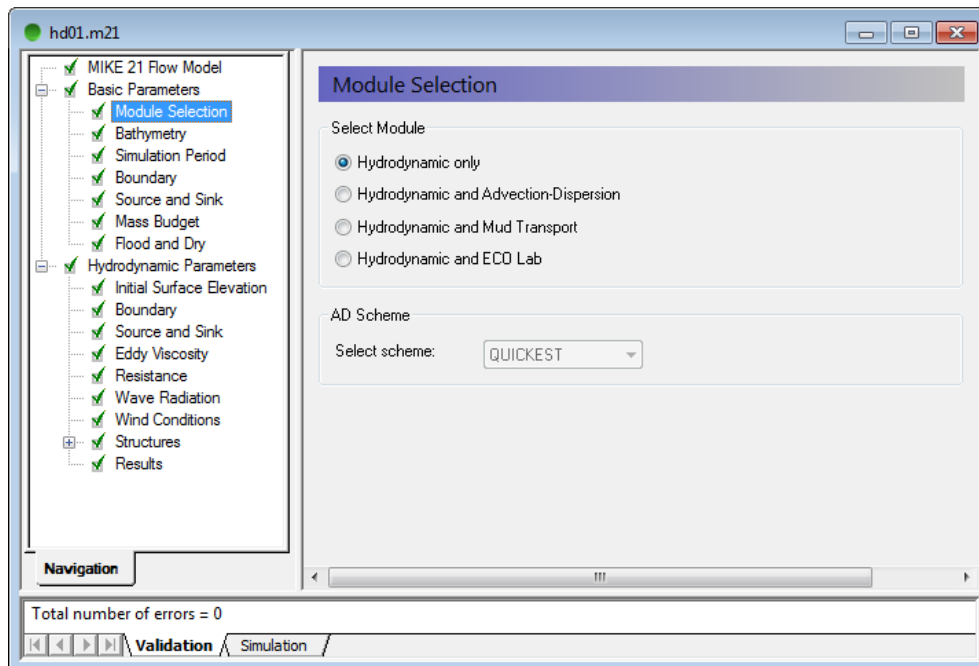 hd01.m21
MIKE 21 Flow Model
Basic Parameters
Module Selection
Bathymetry
Simulation Period
Boundary
Source and Sink
Mass Budget
Flood and Dry
Hydrodynamic Parameters
Initial Surface Elevation
Boundary
Source and Sink
Eddy Viscosity
Resistance
Wave Radiation
Wind Conditions
Structures
Results
Navigation
Module Selection
Select Module
Hydrodynamic only
Hydrodynamic and Advection-Dispersion
Hydrodynamic and Mud Transport
Hydrodynamic and ECO Lab
AD Scheme
Select scheme: QUICKEST
Total number of errors = 0
Validation Simulation